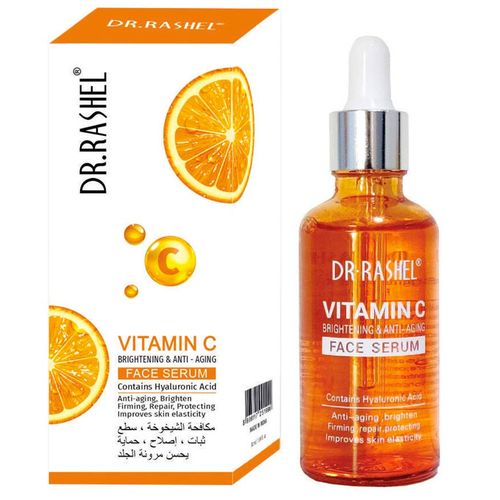 DR.RASHEL®
DR.RASHEL®
C
VITAMIN C
BRIGHTENING & ANTI - AGING
FACE SERUM
Contains Hyaluronic Acid
Anti-aging, Brighten
Firming, Repair, Protecting
Improves skin elasticity
مكافحة الشيخوخة ، سطع
ثبات ، إصلاح ، حماية
يحسن مرونة الجلد
DR·RASHEL®
VITAMIN C
BRIGHTENING & ANTI-AGING
FACE SERUM
Contains Hyaluronic Acid
Anti-aging,brighten
Firming,repair,protecting
Improves skin elasticity